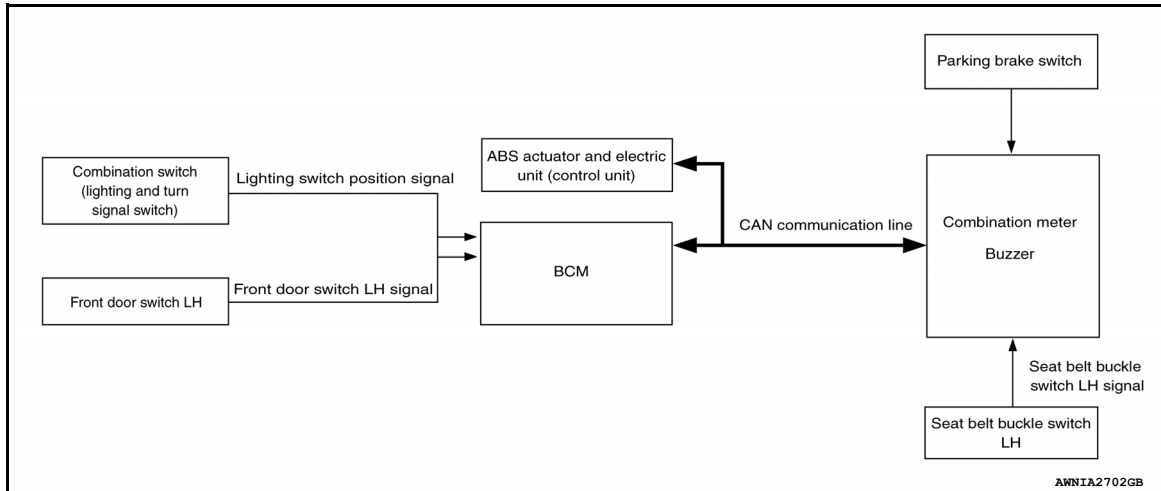 Parking brake switch
Combination switch
(lighting and turn
signal switch)
Lighting switch position signal
ABS actuator and electric
unit (control unit)
CAN communication line
Combination meter
Buzzer
BCM
Front door switch LH
Front door switch LH signal
Seat belt buckle
switch LH signal
Seat belt buckle switch
LH
AWNIA2702GB